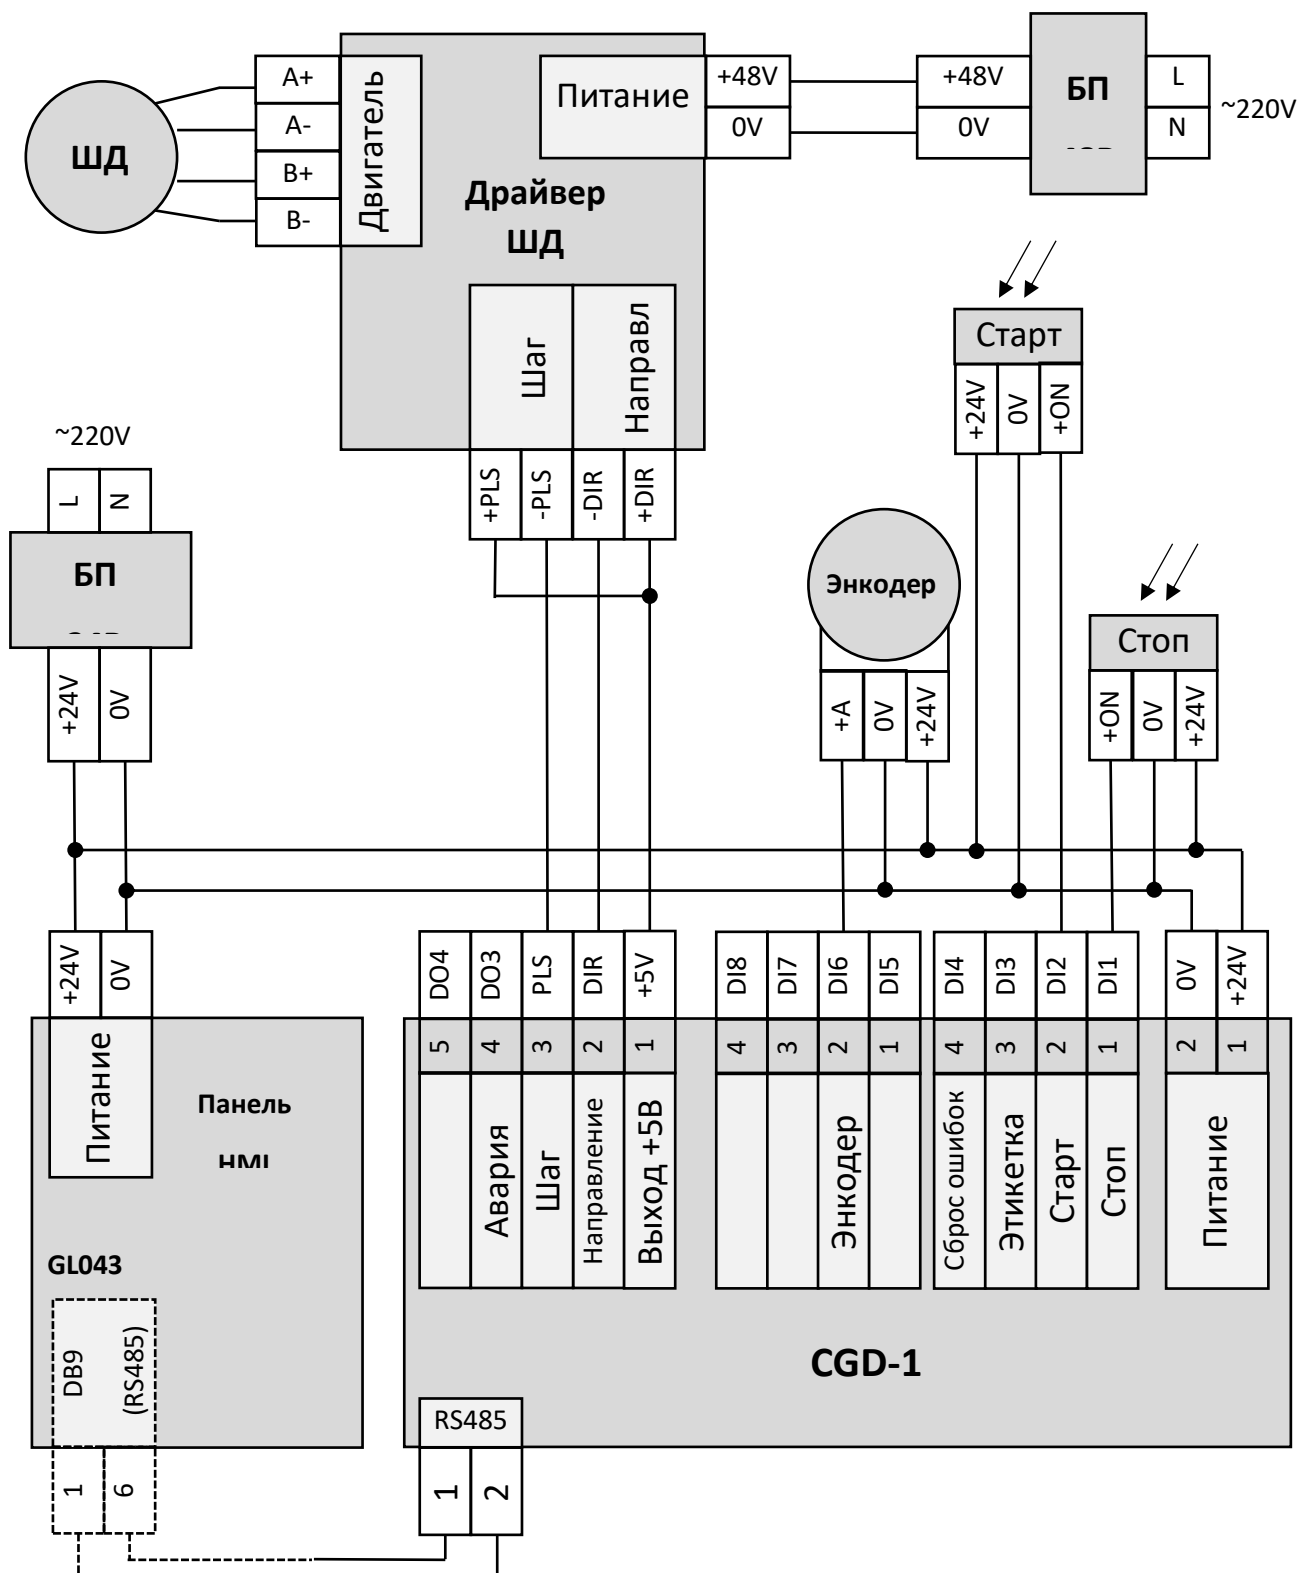 A+
A-
B+
B-
Двигатель
ШД
Драйвер
ШД
Питание
+48V
0V
+48V
0V
БП
L
N
~220V
Шаг
Направл
+PLS
-PLS
-DIR
+DIR
Старт
+24V
0V
+ON
~220V
L
N
БП
+24V
0V
Энкодер
+A
0V
+24V
Стоп
+ON
0V
+24V
+24V
0V
Питание
Панель
GL043
DB9
(RS485)
1
6
DO4
DO3
PLS
DIR
+5V
5
4
3
2
1
Авария
Шаг
Направление
Выход +5В
DI8
DI7
DI6
DI5
4
3
2
1
Энкодер
DI4
DI3
DI2
DI1
4
3
2
1
Сброс ошибок
Этикетка
Старт
Стоп
0V
+24V
2
1
Питание
CGD-1
RS485
1
2